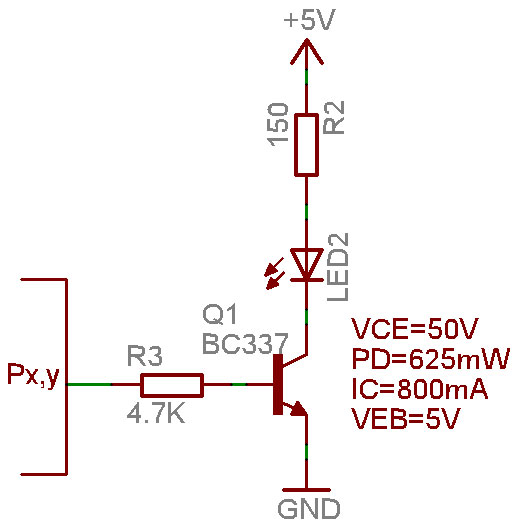 +5V
150
R2
LED2
Q1
BC337
VCE=50V
PD=625mW
IC=800mA
VEB=5V
R3
Px,y
4.7K
GND